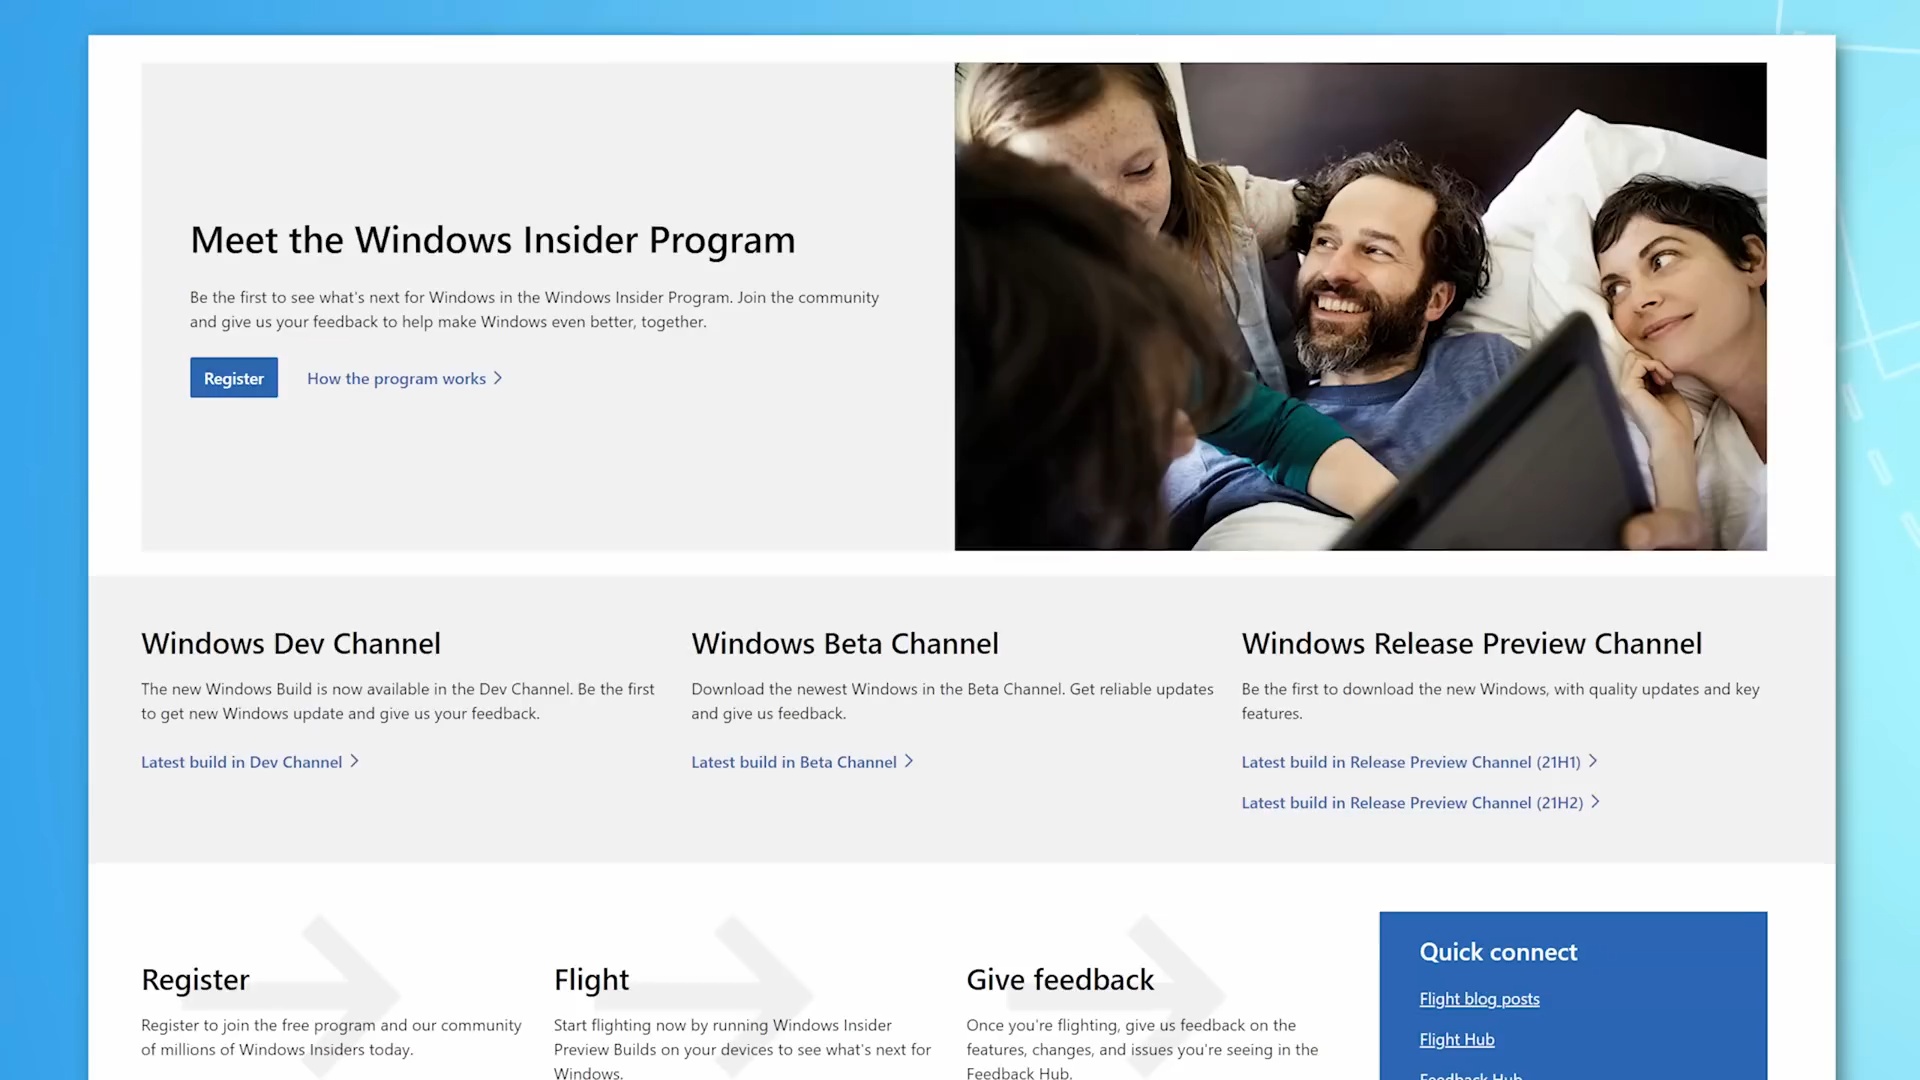 Meet the Windows Insider Program
Be the first to see what's next for Windows in the Windows Insider Program. Join the community
and give us your feedback to help make Windows even better, together.
Register
How the program works
Windows Dev Channel
The new Windows Build is now available in the Dev Channel. Be the first
to get new Windows update and give us your feedback.
Latest build in Dev Channel
Windows Beta Channel
Download the newest Windows in the Beta Channel. Get reliable updates
and give us feedback.
Latest build in Beta Channel
Windows Release Preview Channel
Be the first to download the new Windows, with quality updates and key
features.
Latest build in Release Preview Channel (21H1)
Latest build in Release Preview Channel (21H2)
Register
Register to join the free program and our community
of millions of Windows Insiders today.
Flight
Start flighting now by running Windows Insider
Preview Builds on your devices to see what's next for
Windows.
Give feedback
Once you're flighting, give us feedback on the
features, changes, and issues you're seeing in the
Feedback Hub.
Quick connect
Flight blog posts
Flight Hub
Feedback Hub